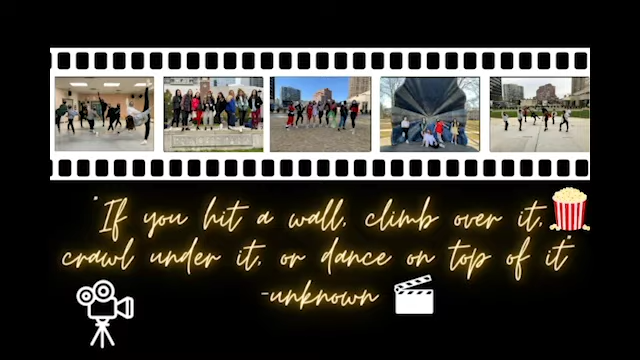 "If you hit a wall, climb over it,
crawl under it, or dance on top of it"
-unknown